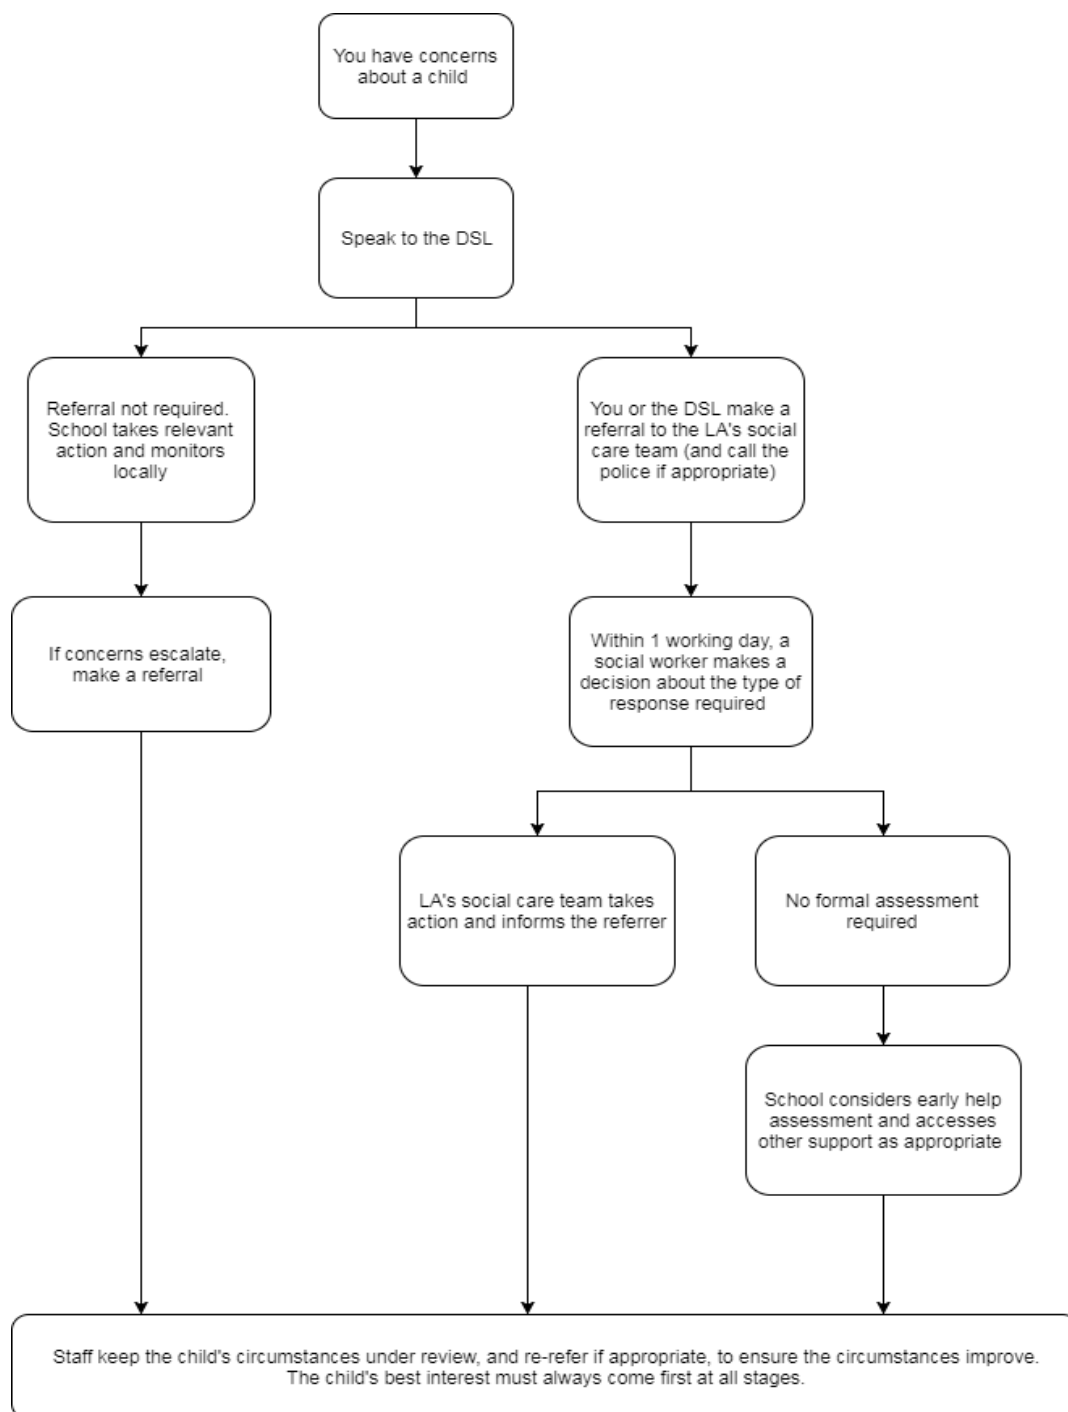 You have concerns
about a child
Speak to the DSL
Referral not required.
School takes relevant
action and monitors
locally
You or the DSL make a
referral to the LA's social
care team (and call the
police if appropriate)
If concerns escalate,
make a referral
Within 1 working day, a
social worker makes a
decision about the type of
response required
LA's social care team takes
action and informs the referrer
No formal assessment
required
School considers early help
assessment and accesses
other support as appropriate
Staff keep the child's circumstances under review, and re-refer if appropriate, to ensure the circumstances improve.
The child's best interest must always come first at all stages.